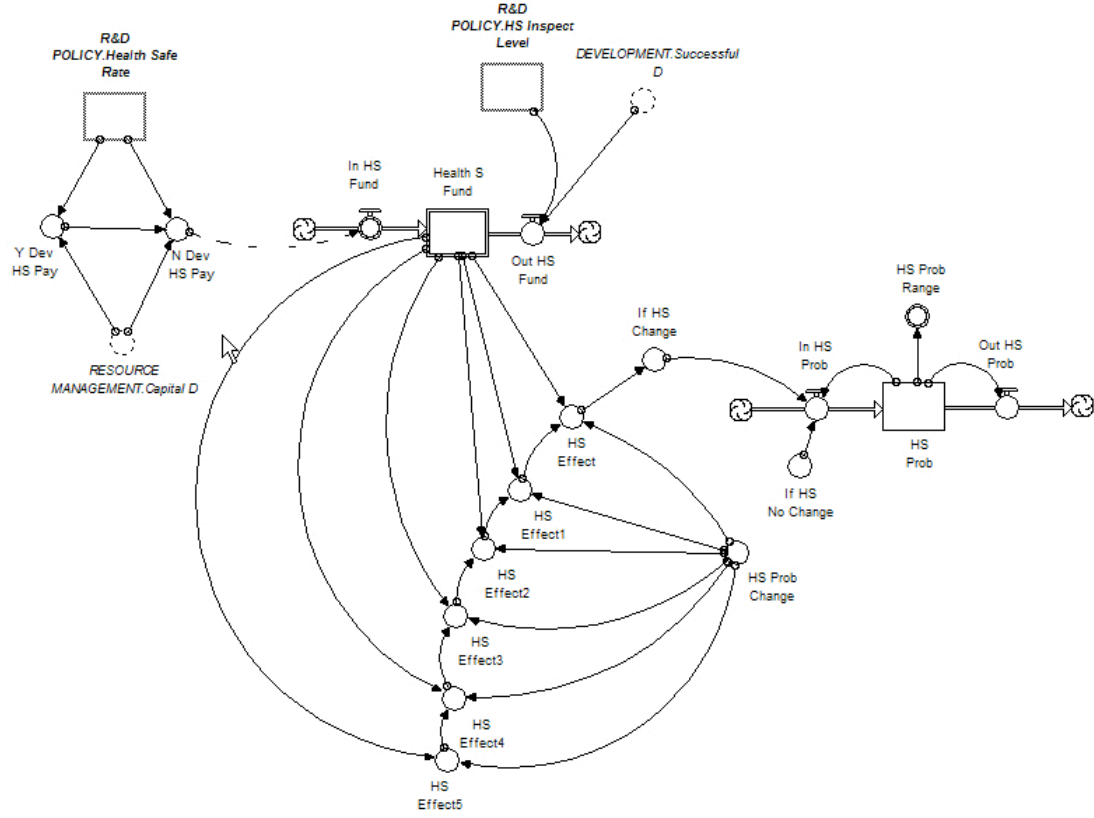 R&D
POLICY.HS Inspect
Level
R&D
POLICY.Health Safe
Rate
DEVELOPMENT.Successful
D
In HS
Fund
Health S
Fund
Y Dev
HS Pay
N Dev
HS Pay
Out HS
Fund
HS Prob
Range
If HS
Change
In HS
Prob
Out HS
Prob
RESOURCE
MANAGEMENT.Capital D
HS
Effect
HS
Prob
If HS
No Change
HS
Effect1
HS
Effect2
HS Prob
Change
HS
Effect3
HS
Effect4
HS
Effect5